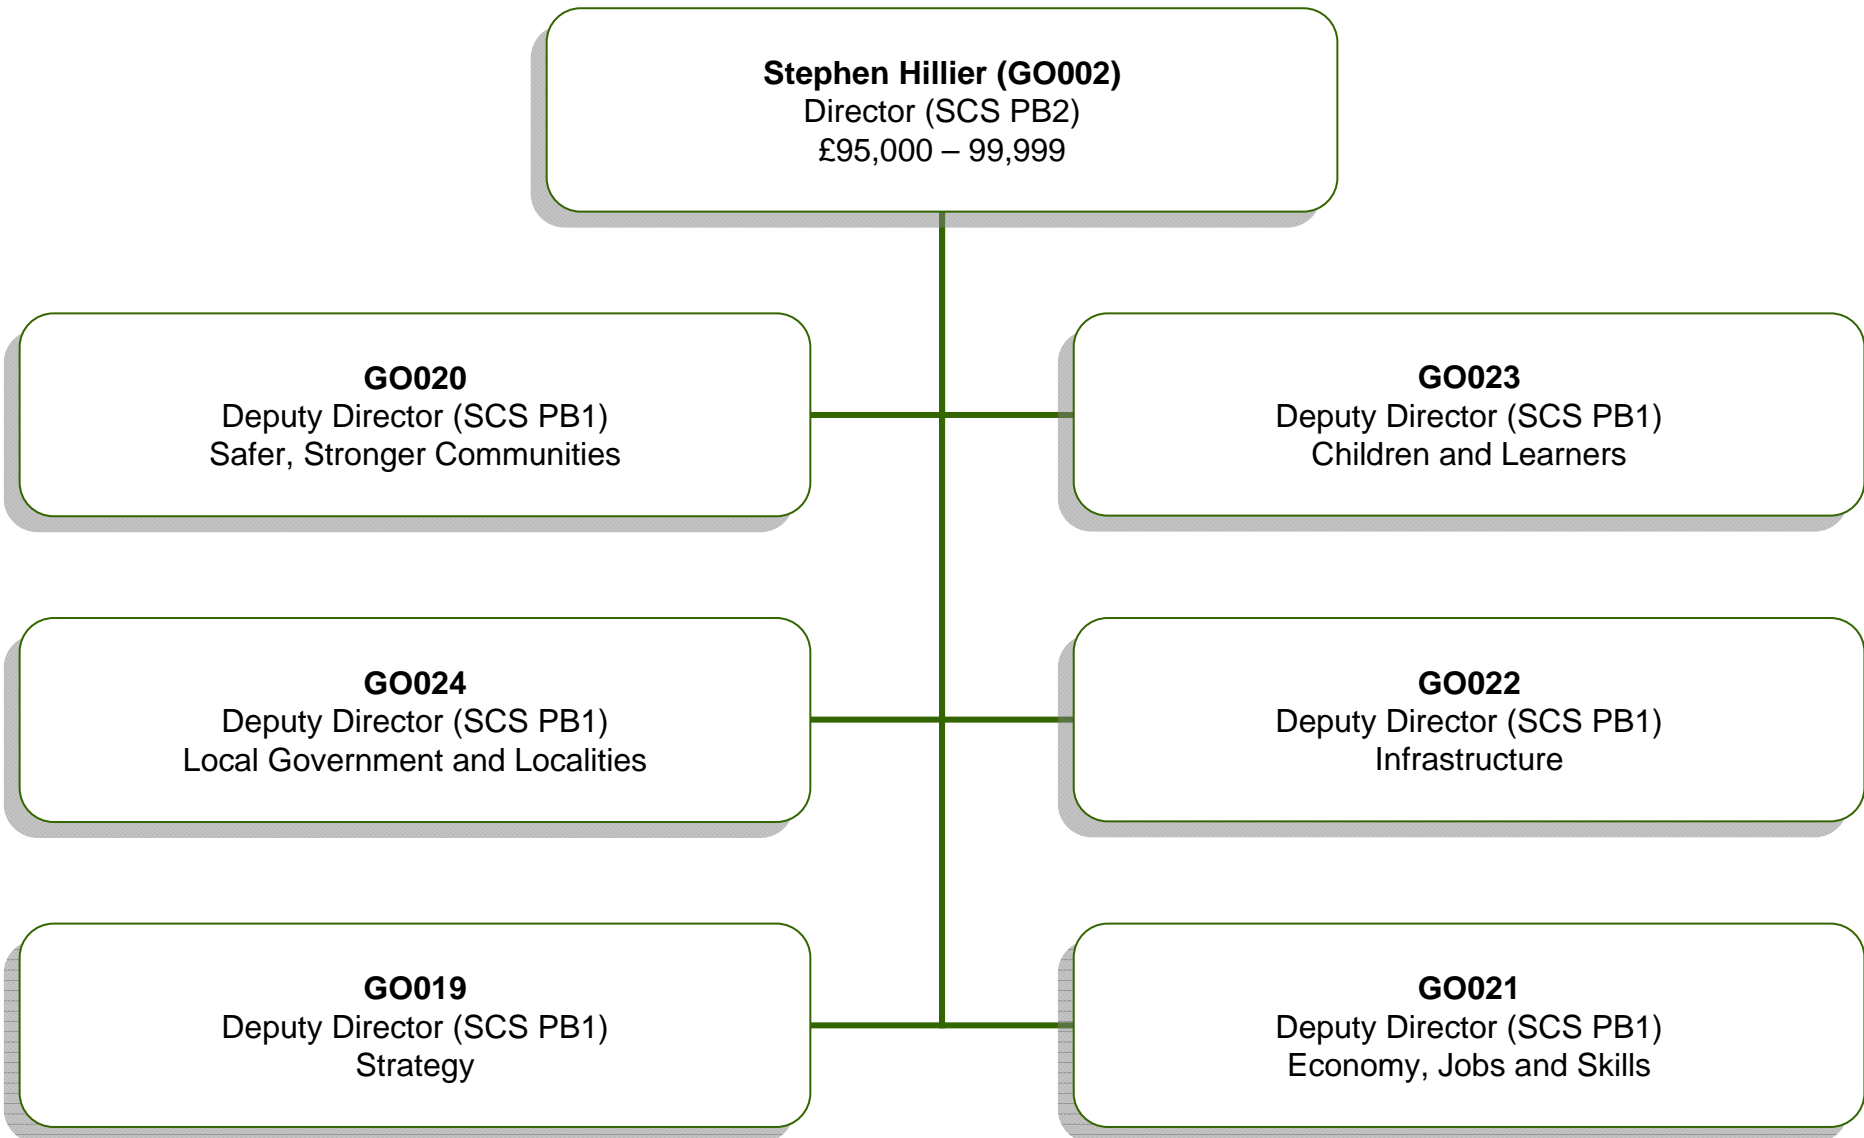 Stephen Hillier (GO002)
Director (SCS PB2)
£95,000 – 99,999
GO020
Deputy Director (SCS PB1)
Safer, Stronger Communities
GO023
Deputy Director (SCS PB1)
Children and Learners
GO024
Deputy Director (SCS PB1)
Local Government and Localities
GO022
Deputy Director (SCS PB1)
Infrastructure
GO019
Deputy Director (SCS PB1)
Strategy
GO021
Deputy Director (SCS PB1)
Economy, Jobs and Skills